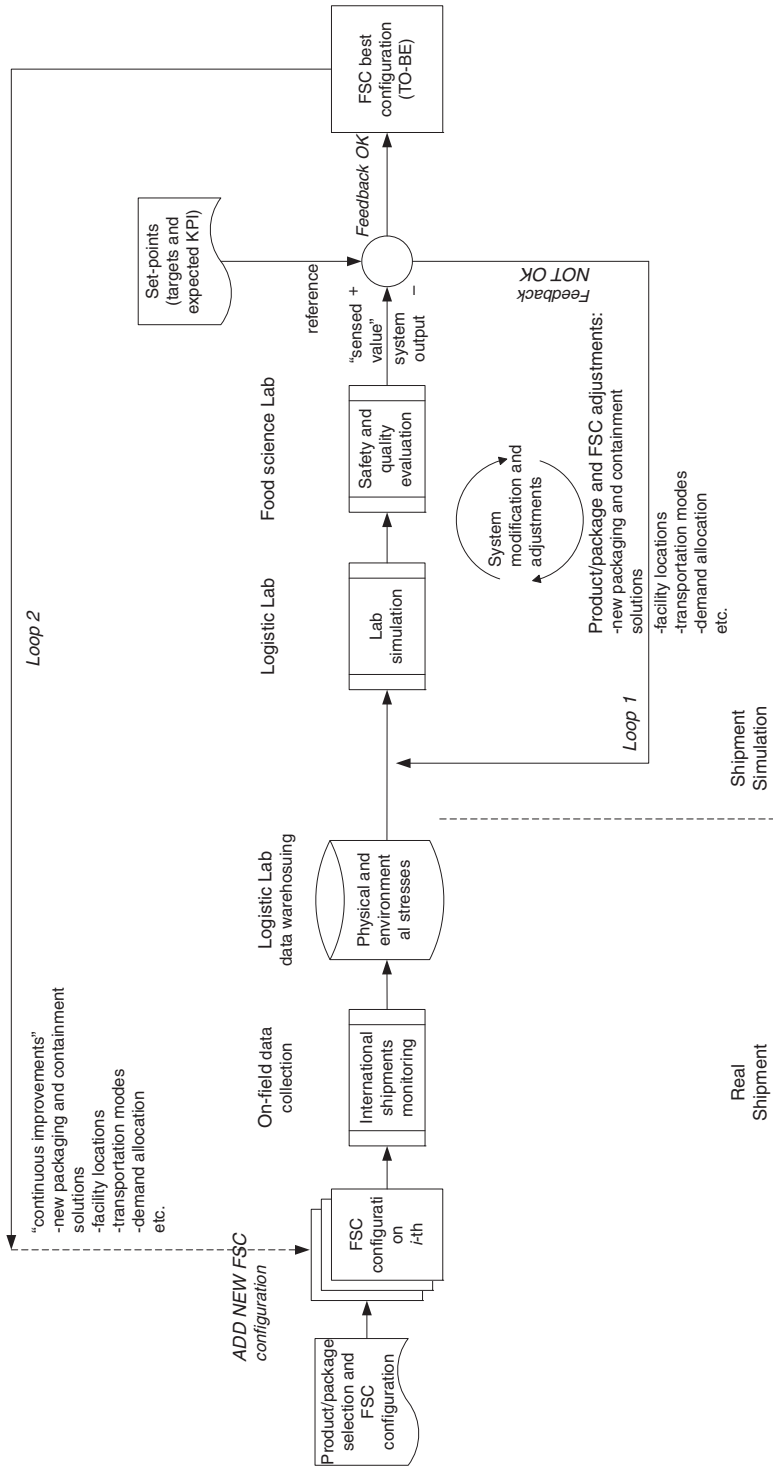 Loop 2
"continuous improvements"
-new packaging and containment
solutions
-facility locations
-transportation modes
-demand allocation
etc.
ADD NEW FSC
configuration
Product/package
selection and
FSC
configuration
FSC
configurati
on
i-th
On-field data
collection
International
shipments
monitoring
Logistic Lab
data warehosuing
Physical and
environment
al stresses
Logistic Lab
Lab
simulation
Food science Lab
Safety and
quality
evaluation
Set-points
(targets and
expected KPI)
reference
"sensed
value"
+
system
output
−
Feedback OK
FSC best
configuration
(TO-BE)
Feedback
NOT OK
System
modification and
adjustments
Product/package and FSC adjustments:
-new packaging and containment
solutions
-facility locations
-transportation modes
-demand allocation
etc.
Loop 1
Real
Shipment
Shipment
Simulation